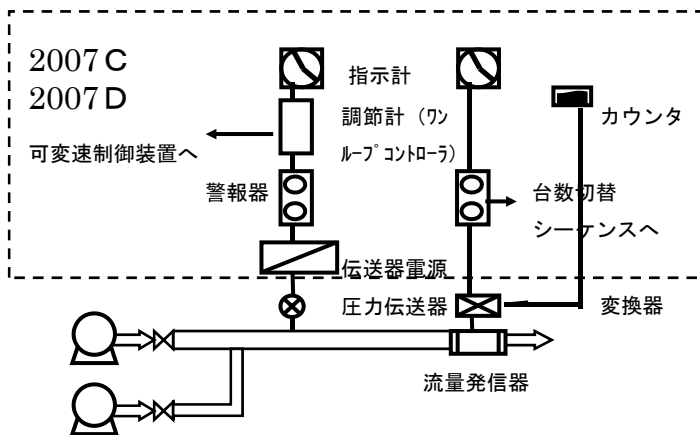 2007C
2007D
指示計
調節計（ﾜﾝ
ﾙｰﾌﾟｺﾝﾄﾛｰﾗ）
カウンタ
可変速制御装置へ
警報器
台数切替
シーケンスへ
伝送器電源
圧力伝送器
変換器
流量発信器